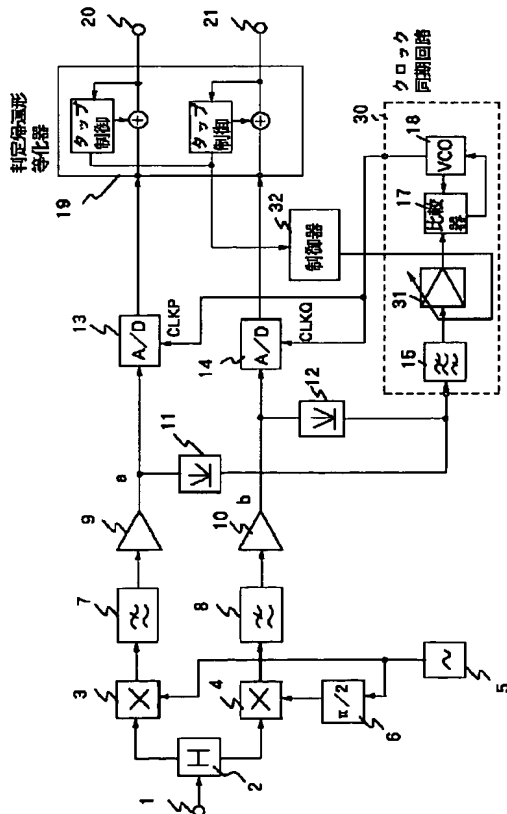 判定帰還形
等化器
19
タップ
制御
20
タップ
制御
21
クロック
同期回路
30
VCO
18
17
比較
器
31
15
32
制御器
13
A/D
CLKP
14
A/D
CLKQ
11
12
a
b
9
10
7
8
3
4
H
1
2
π/2
6
5